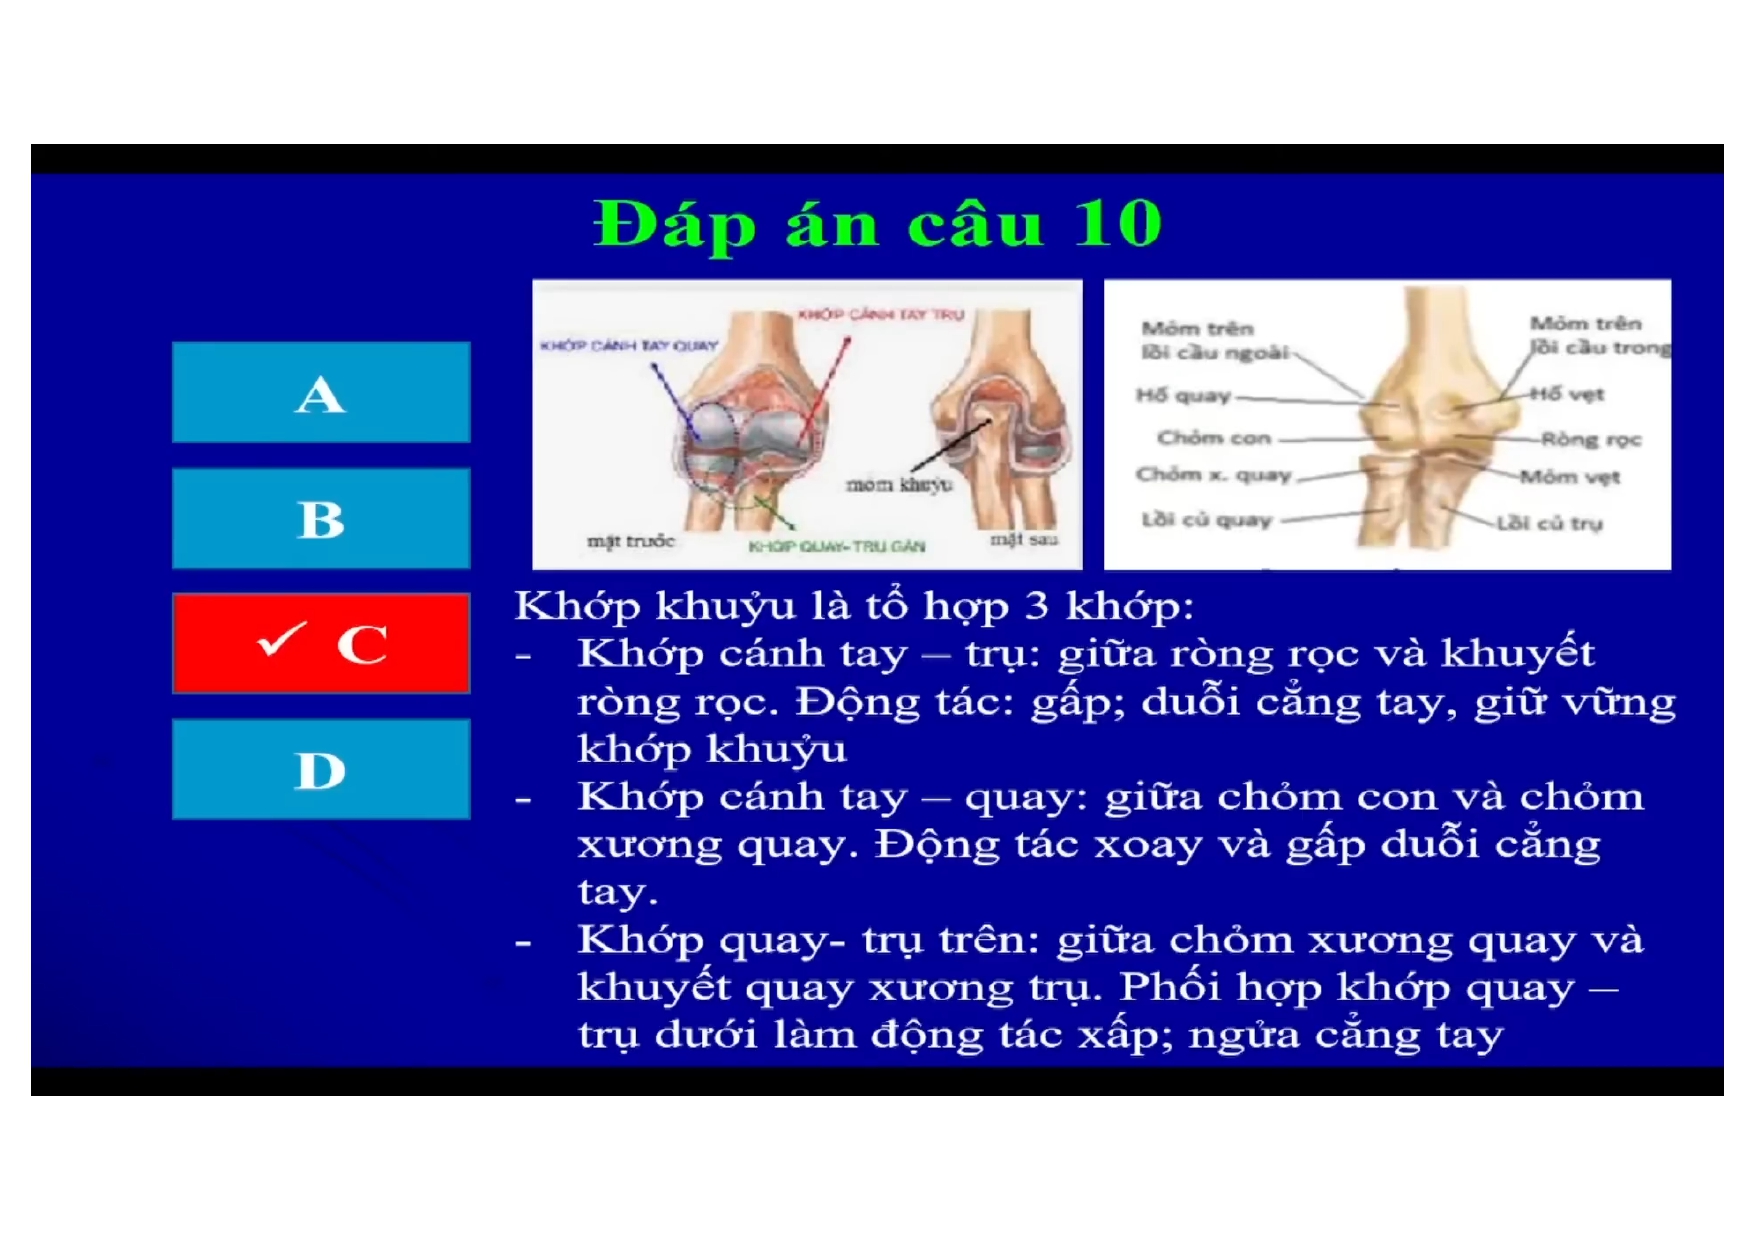 Đáp án câu 10
A
B
✓ C
D
KHỚP CÁNH TAY TRỤ
KHỚP CÁNH TAY QUAY
mỏm khuỷu
mặt trước
KHỚP QUAY- TRỤ GẦN
mặt sau
Mỏm trên
lồi cầu ngoài
Hố quay
Chỏm con
Chỏm x. quay
Lồi củ quay
Mỏm trên
lồi cầu trong
Hố vẹt
Ròng rọc
Mỏm vẹt
Lồi củ trụ
Khớp khuỷu là tổ hợp 3 khớp:
- Khớp cánh tay – trụ: giữa ròng rọc và khuyết
ròng rọc. Động tác: gấp; duỗi cẳng tay, giữ vững
khớp khuỷu
- Khớp cánh tay – quay: giữa chỏm con và chỏm
xương quay. Động tác xoay và gấp duỗi cẳng
tay.
- Khớp quay- trụ trên: giữa chỏm xương quay và
khuyết quay xương trụ. Phối hợp khớp quay –
trụ dưới làm động tác xấp; ngửa cẳng tay